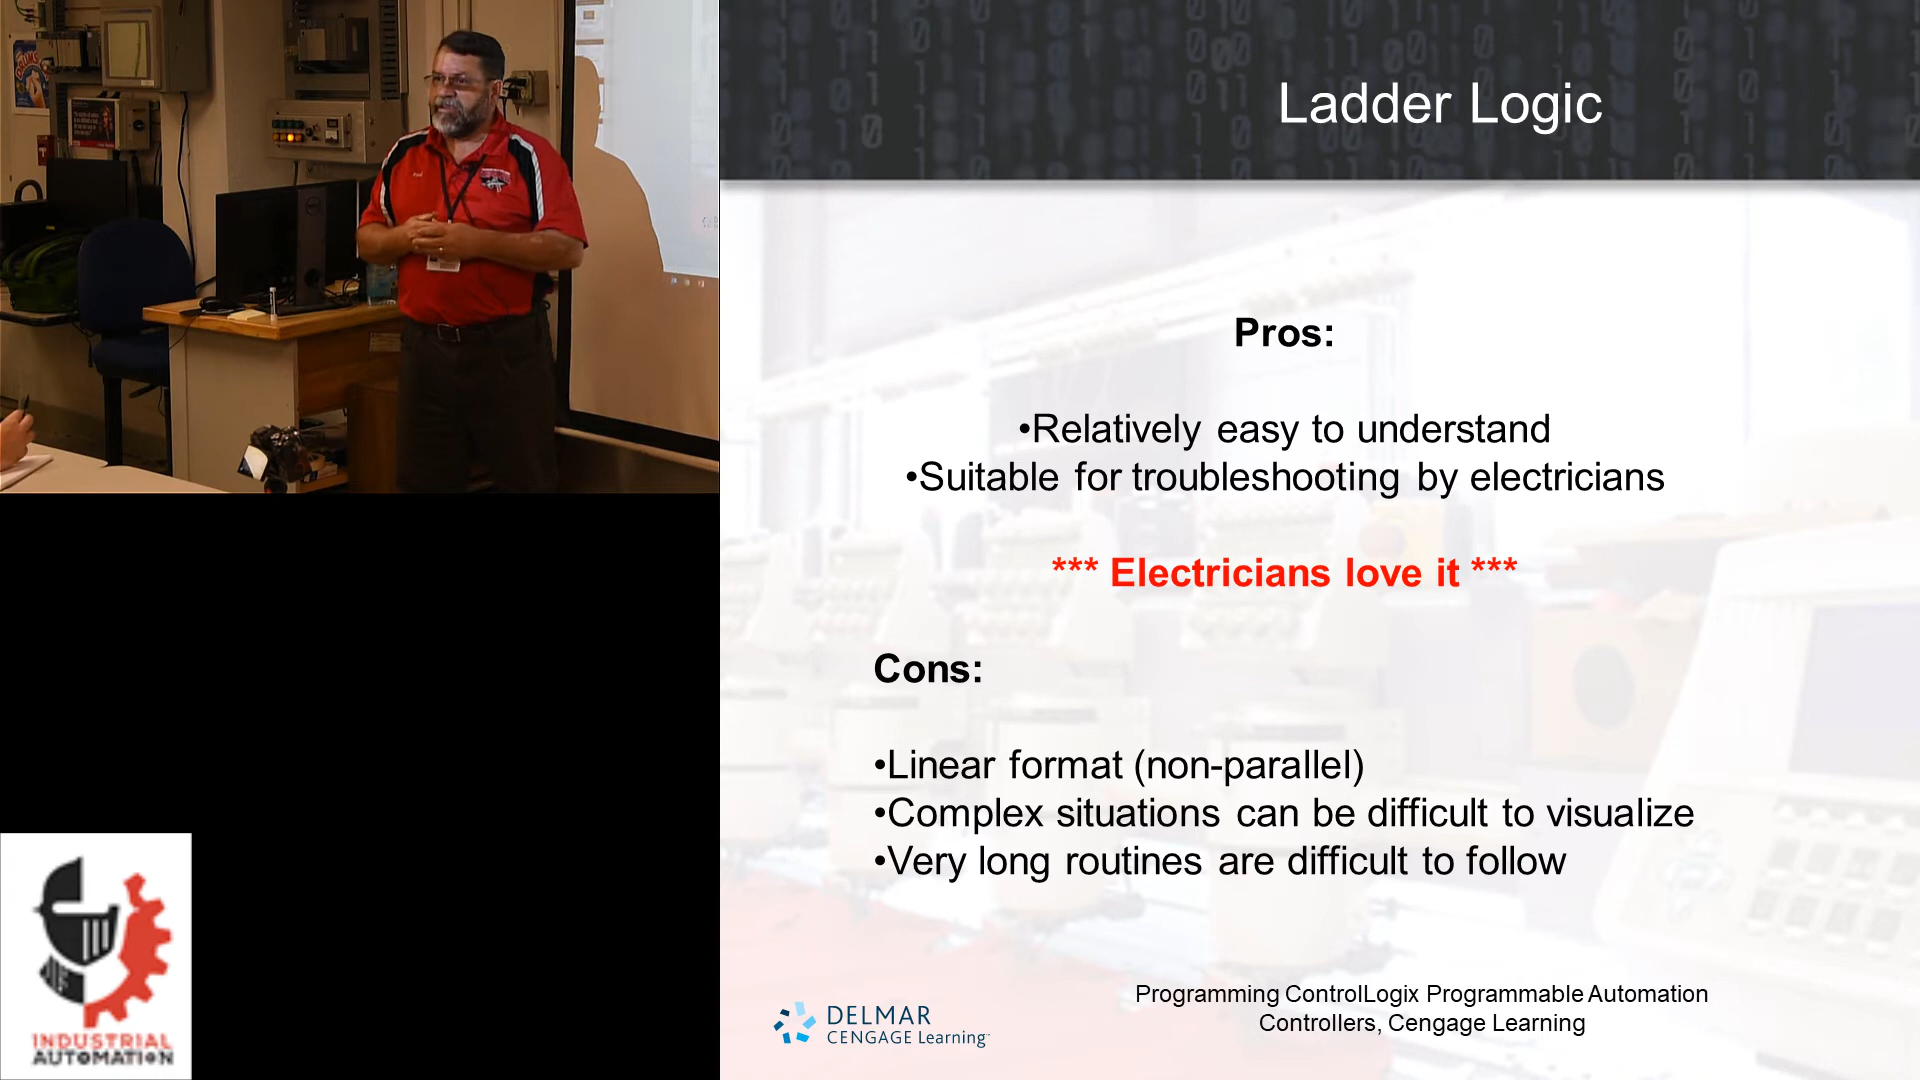 Ladder Logic
Pros:
•Relatively easy to understand
•Suitable for troubleshooting by electricians
*** Electricians love it ***
Cons:
•Linear format (non-parallel)
•Complex situations can be difficult to visualize
•Very long routines are difficult to follow
DELMAR
CENGAGE Learning
Programming ControlLogix Programmable Automation
Controllers, Cengage Learning
INDUSTRIAL
AUTOMATION